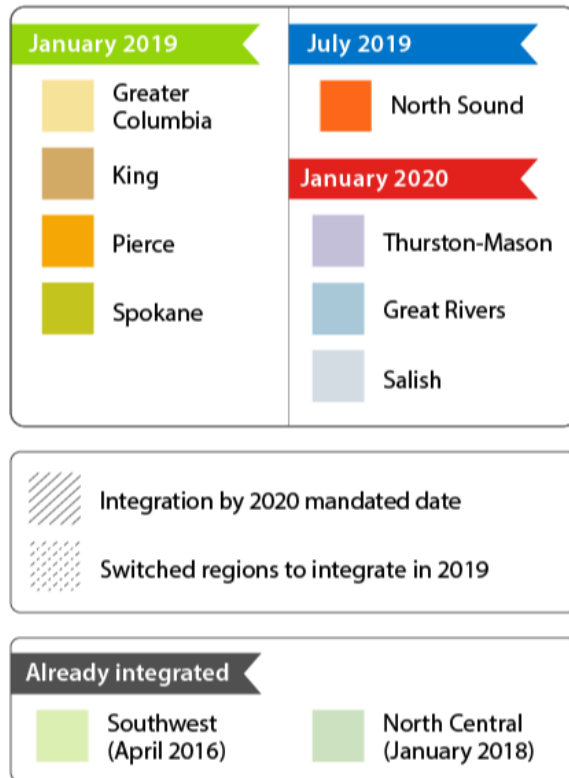 January 2019
Greater
Columbia
King
Pierce
Spokane
July 2019
North Sound
January 2020
Thurston-Mason
Great Rivers
Salish
Integration by 2020 mandated date
Switched regions to integrate in 2019
Already integrated
Southwest
(April 2016)
North Central
(January 2018)